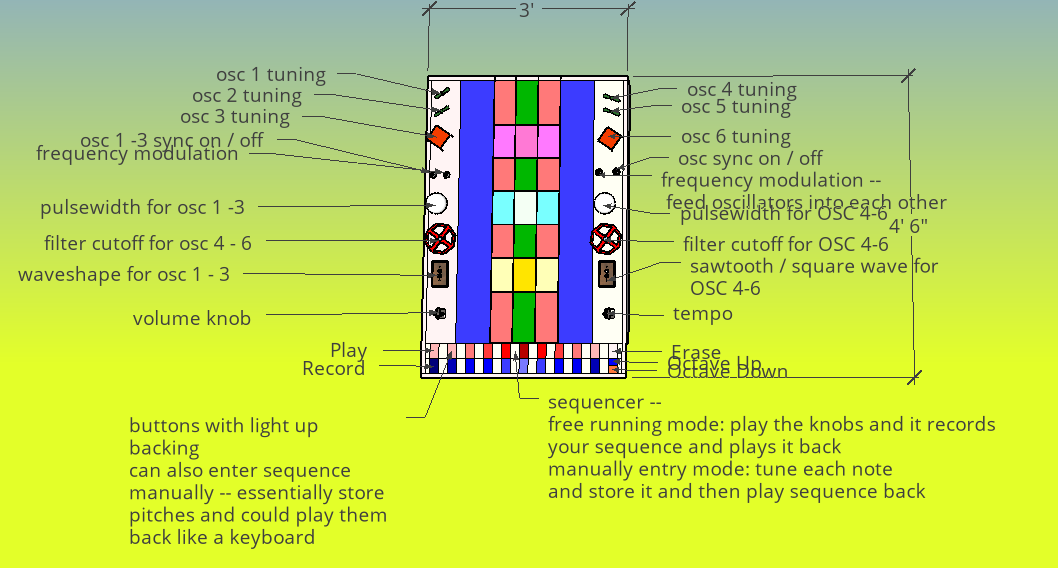 3'
osc 1 tuning
osc 2 tuning
osc 3 tuning
osc 1 -3 sync on / off
frequency modulation
pulsewidth for osc 1 -3
filter cutoff for osc 4 - 6
waveshape for osc 1 - 3
volume knob
Play
Record
buttons with light up
backing
can also enter sequence
manually -- essentially store
pitches and could play them
back like a keyboard
osc 4 tuning
osc 5 tuning
osc 6 tuning
osc sync on / off
frequency modulation --
feed oscillators into each other
pulsewidth for OSC 4-6
4' 6"
filter cutoff for OSC 4-6
sawtooth / square wave for
OSC 4-6
tempo
Erase
Octave Up
Octave Down
sequencer --
free running mode: play the knobs and it records
your sequence and plays it back
manually entry mode: tune each note
and store it and then play sequence back